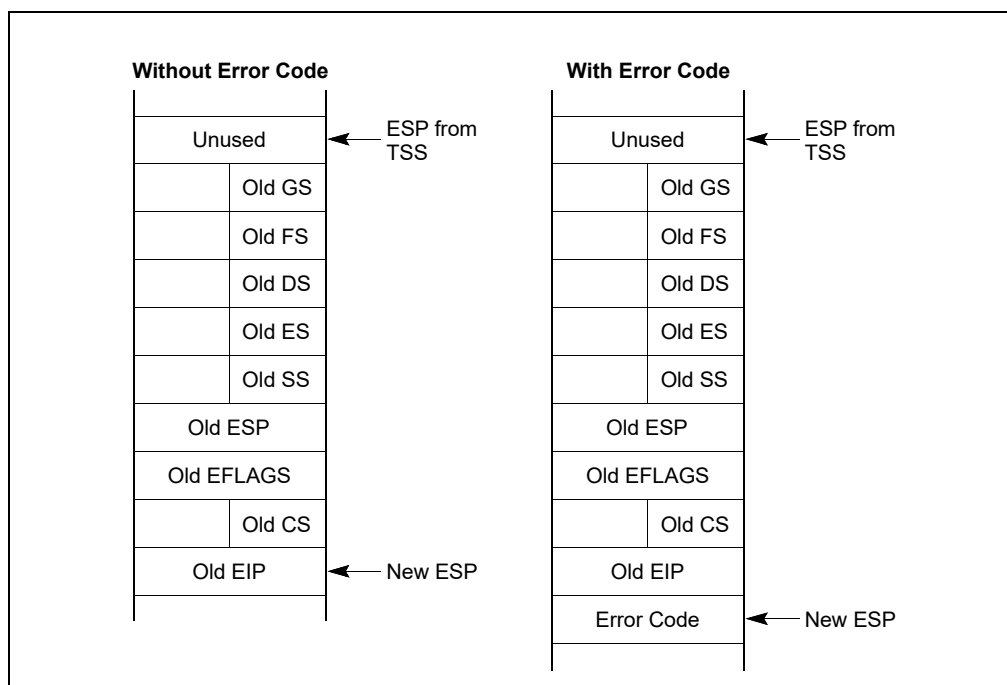 Without Error Code
Unused
ESP from
TSS
Old GS
Old FS
Old DS
Old ES
Old SS
Old ESP
Old EFLAGS
Old CS
Old EIP
New ESP
With Error Code
Unused
ESP from
TSS
Old GS
Old FS
Old DS
Old ES
Old SS
Old ESP
Old EFLAGS
Old CS
Old EIP
Error Code
New ESP